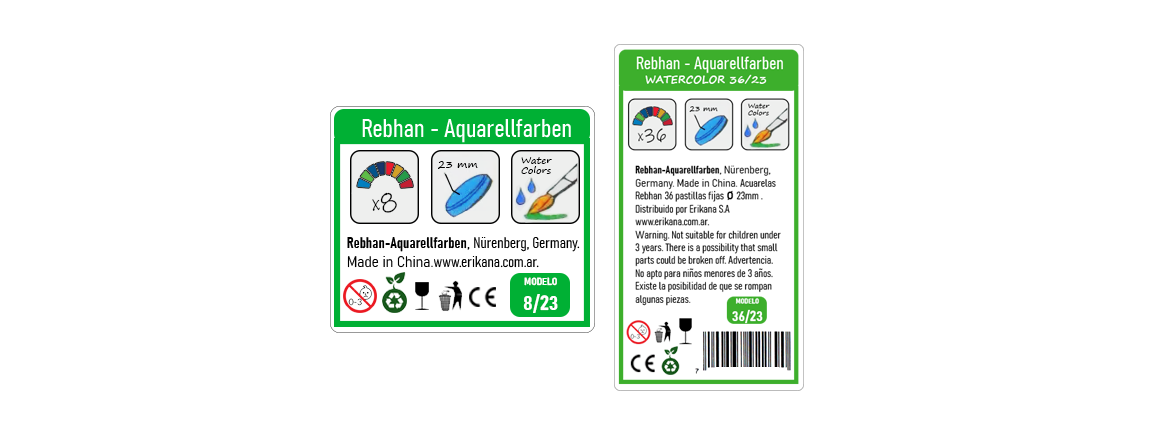 Rebhan - Aquarellfarben
x8
23 mm
Water
Colors
Rebhan-Aquarellfarben, Nürenberg, Germany.
Made in China.www.erikana.com.ar.
0-3
CE
MODELO
8/23
Rebhan - Aquarellfarben
WATERCOLOR 36/23
x36
23 mm
Water
Colors
Rebhan-Aquarellfarben, Nürenberg,
Germany. Made in China. Acuarelas
Rebhan 36 pastillas fijas Ø 23mm .
Distribuido por Erikana S.A
www.erikana.com.ar.
Warning. Not suitable for children under
3 years. There is a possibility that small
parts could be broken off. Advertencia.
No apto para niños menores de 3 años.
Existe la posibilidad de que se rompan
algunas piezas.
MODELO
36/23
0-3
CE
7